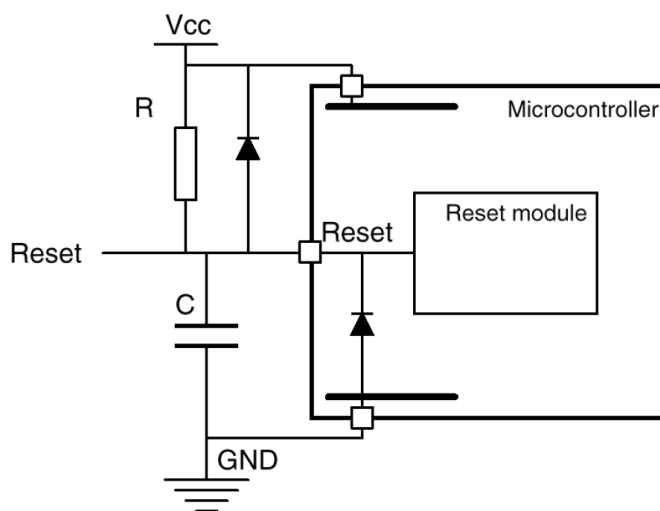 Vcc
R
Microcontroller
Reset module
Reset
Reset
C
GND